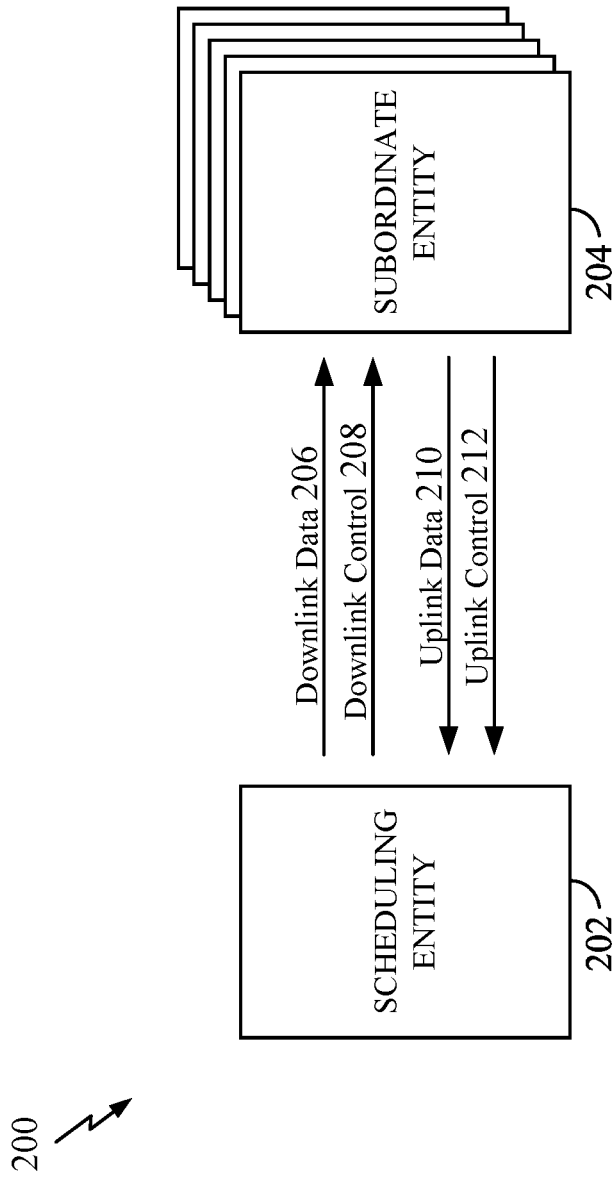 200
SCHEDULING
ENTITY
202
Downlink Data 206
Downlink Control 208
Uplink Data 210
Uplink Control 212
SUBORDINATE
ENTITY
204